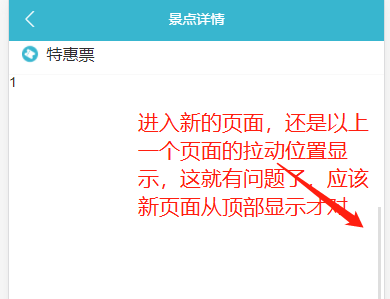 景点详情
特惠票
1
进入新的页面，还是以上
一个页面的拉动位置显
示，这就有问题了，应该
新页面从顶部显示才对